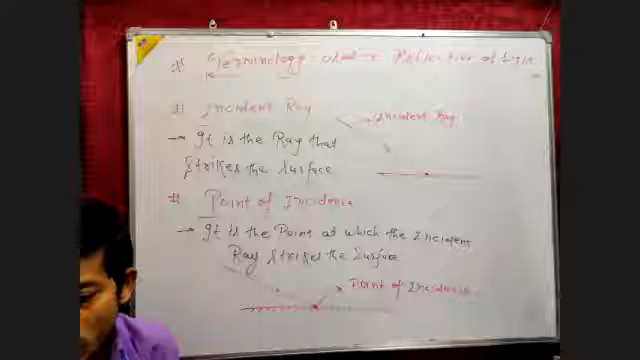 # Terminology used in Reflection of Light
# Incident Ray
→ Incident Ray
→ It is the Ray that
Strikes the Surface
# Point of Incidence
→ It is the Point at which the Incident
Ray Strikes the Surface
Point of Incidence